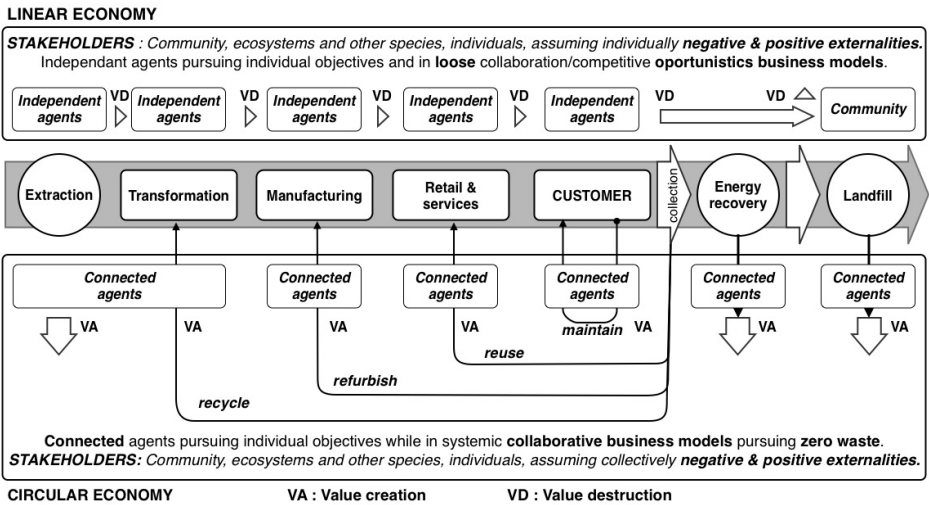 LINEAR ECONOMY
STAKEHOLDERS : Community, ecosystems and other species, individuals, assuming individually negative & positive externalities.
Independant agents pursuing individual objectives and in loose collaboration/competitive oportunistics business models.
Independent
agents
VD
Independent
agents
VD
Independent
agents
VD
Independent
agents
VD
Independent
agents
VD
VD
Community
Extraction
Transformation
Manufacturing
Retail &
services
CUSTOMER
collection
Energy
recovery
Landfill
Connected
agents
Connected
agents
Connected
agents
Connected
agents
Connected
agents
Connected
agents
VA
VA
VA
VA
maintain
VA
VA
VA
reuse
refurbish
recycle
Connected agents pursuing individual objectives while in systemic collaborative business models pursuing zero waste.
STAKEHOLDERS: Community, ecosystems and other species, individuals, assuming collectively negative & positive externalities.
CIRCULAR ECONOMY
VA : Value creation
VD : Value destruction